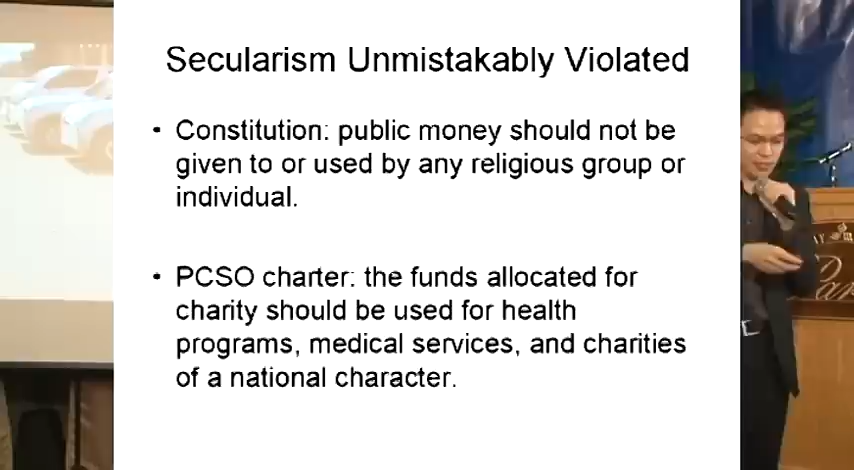 Secularism Unmistakably Violated
• Constitution: public money should not be
given to or used by any religious group or
individual.
• PCSO charter: the funds allocated for
charity should be used for health
programs, medical services, and charities
of a national character.